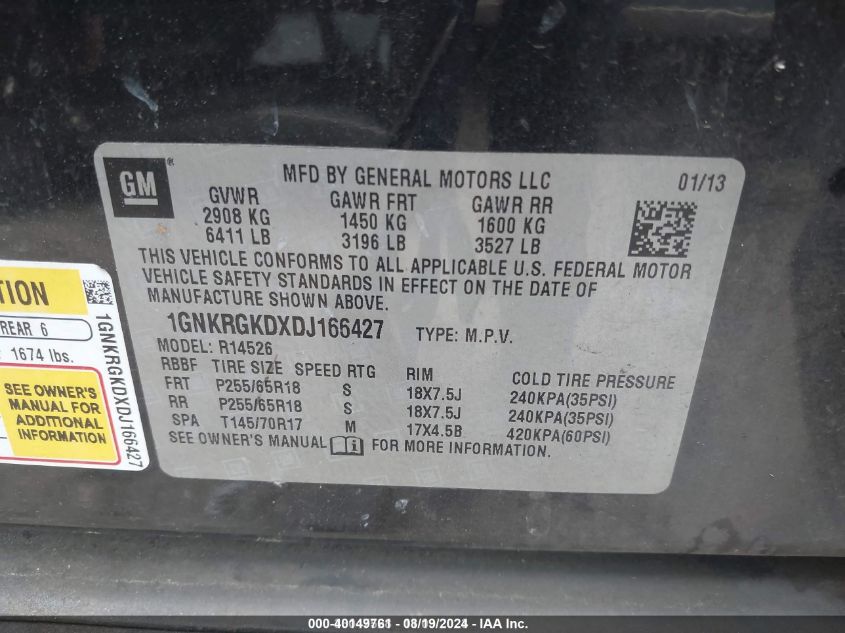 GM
MFD BY GENERAL MOTORS LLC
01/13
GVWR GAWR FRT GAWR RR
2908 KG 1450 KG 1600 KG
6411 LB 3196 LB 3527 LB
THIS VEHICLE CONFORMS TO ALL APPLICABLE U.S. FEDERAL MOTOR
VEHICLE SAFETY STANDARDS IN EFFECT ON THE DATE OF
MANUFACTURE SHOWN ABOVE.
1GNKRGKDXDJ166427 TYPE: M.P.V.
MODEL: R14526
RBBF TIRE SIZE SPEED RTG RIM COLD TIRE PRESSURE
FRT P255/65R18 S 18X7.5J 240KPA(35PSI)
RR P255/65R18 S 18X7.5J 240KPA(35PSI)
SPA T145/70R17 M 17X4.5B 420KPA(60PSI)
SEE OWNER'S MANUAL FOR MORE INFORMATION.
REAR 6
1674 lbs.
SEE OWNER'S
MANUAL FOR
ADDITIONAL
INFORMATION
1GNKRGKDXDJ166427
000-40149761 - 08/19/2024 - IAA Inc.